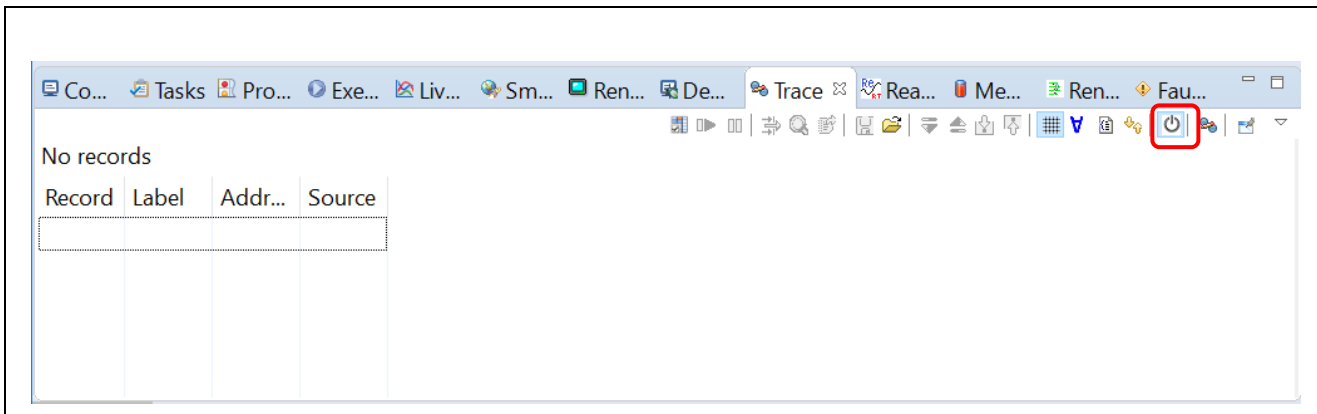 Co... Tasks Pro... Exe... Liv... Sm... Ren... De... Trace Rea... Me... Ren... Fau...
No records
Record Label Addr... Source